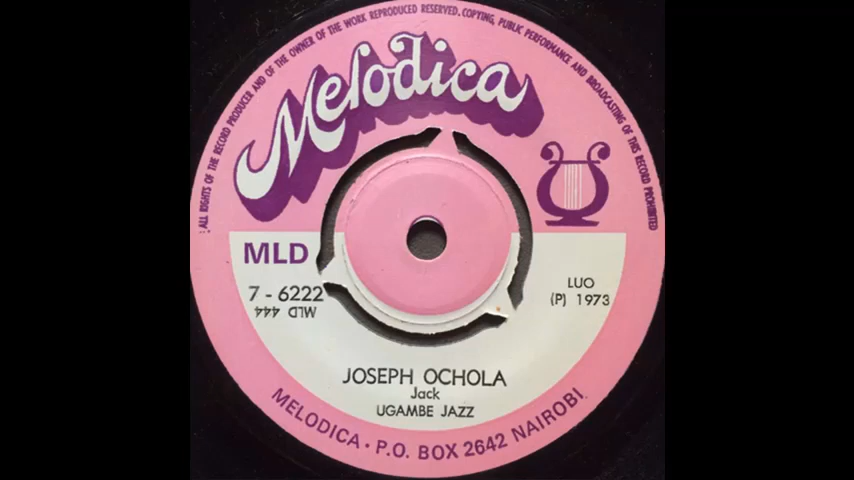 : ALL RIGHTS OF THE RECORD PRODUCER AND OF THE OWNER OF THE WORK REPRODUCED RESERVED. COPYING, PUBLIC PERFORMANCE AND BROADCASTING OF THIS RECORD PROHIBITED
Melodica
MLD
7 - 6222
MLD 444
LUO
(P) 1973
JOSEPH OCHOLA
Jack
UGAMBE JAZZ
MELODICA • P.O. BOX 2642 NAIROBI